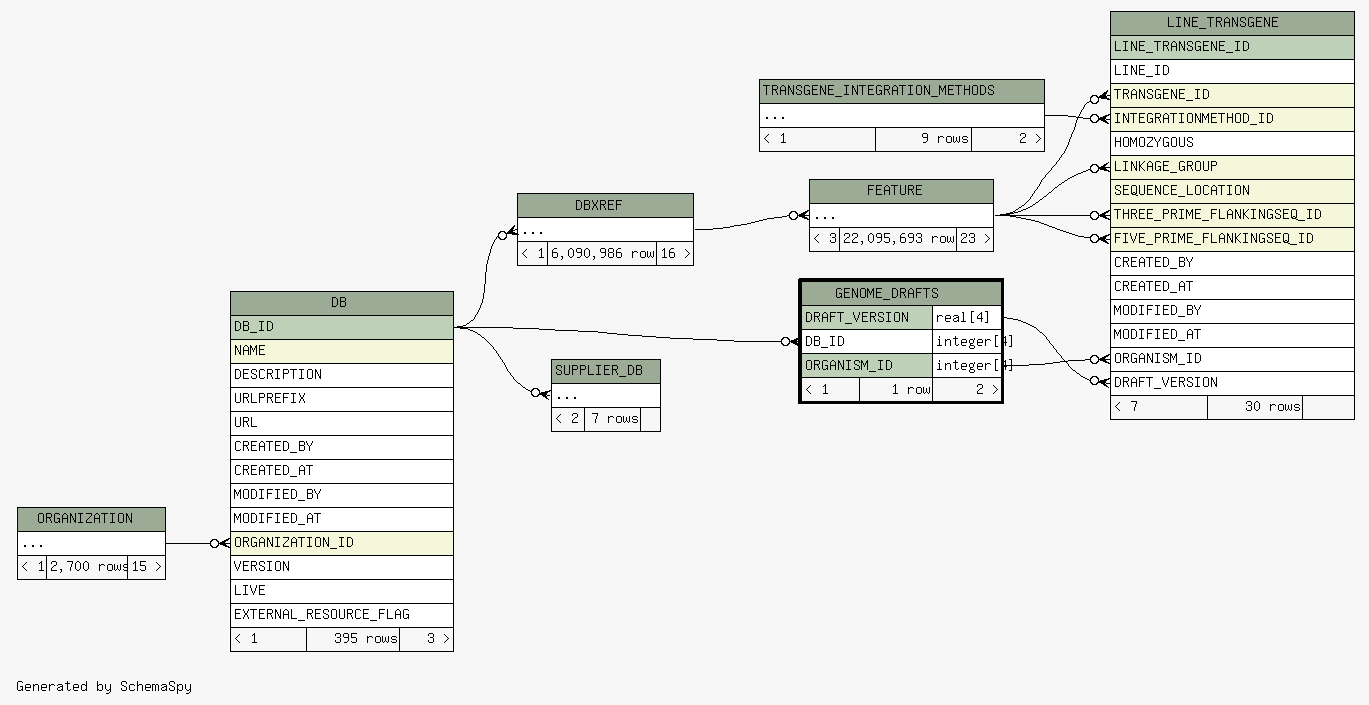 LINE_TRANSGENE
LINE_TRANSGENE_ID
LINE_ID
TRANSGENE_ID
INTEGRATIONMETHOD_ID
HOMOZYGOUS
LINKAGE_GROUP
SEQUENCE_LOCATION
THREE_PRIME_FLANKINGSEQ_ID
FIVE_PRIME_FLANKINGSEQ_ID
CREATED_BY
CREATED_AT
MODIFIED_BY
MODIFIED_AT
ORGANISM_ID
DRAFT_VERSION
< 7 30 rows
TRANSGENE_INTEGRATION_METHODS
...
< 1 9 rows 2 >
FEATURE
...
< 3 22,095,693 row 23 >
DBXREF
...
< 1 6,090,986 row 16 >
GENOME_DRAFTS
DRAFT_VERSION real[4]
DB_ID integer[4]
ORGANISM_ID integer[4]
< 1 1 row 2 >
DB
DB_ID
NAME
DESCRIPTION
URLPREFIX
URL
CREATED_BY
CREATED_AT
MODIFIED_BY
MODIFIED_AT
ORGANIZATION_ID
VERSION
LIVE
EXTERNAL_RESOURCE_FLAG
< 1 395 rows 3 >
SUPPLIER_DB
...
< 2 7 rows
ORGANIZATION
...
< 1 2,700 rows 15 >
Generated by SchemaSpy